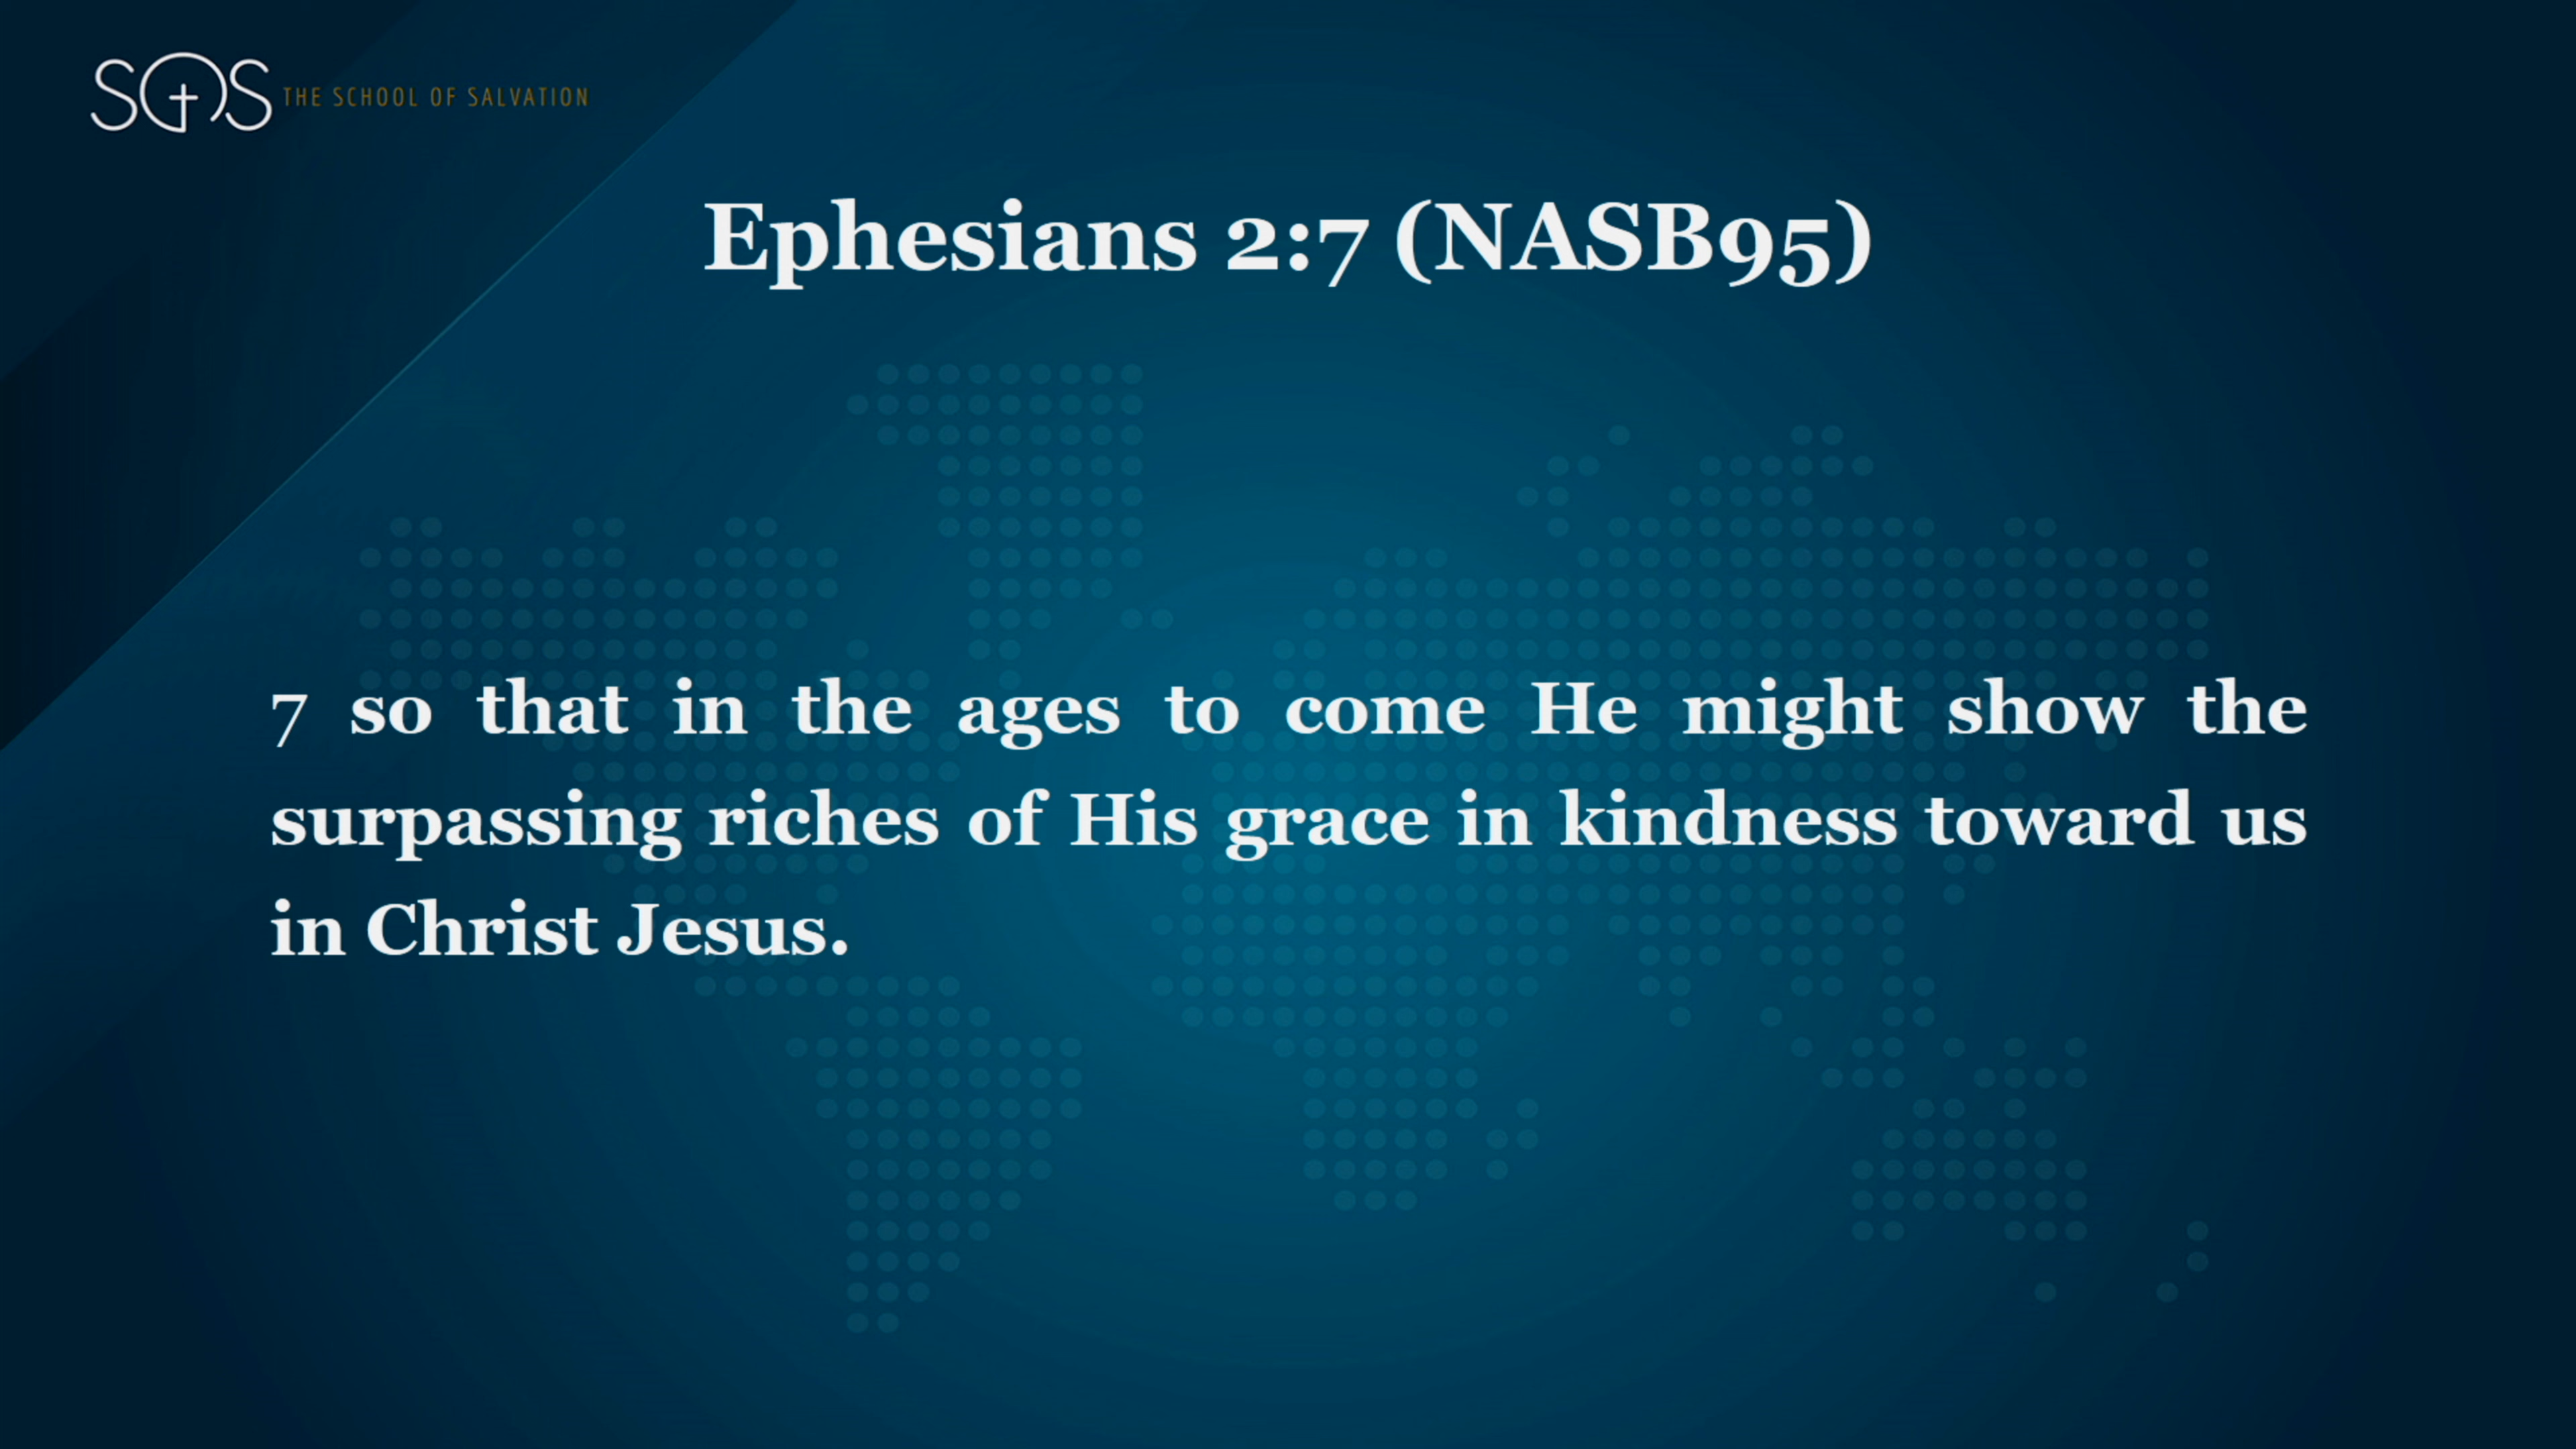 SOS THE SCHOOL OF SALVATION
Ephesians 2:7 (NASB95)
7 so that in the ages to come He might show the
surpassing riches of His grace in kindness toward us
in Christ Jesus.